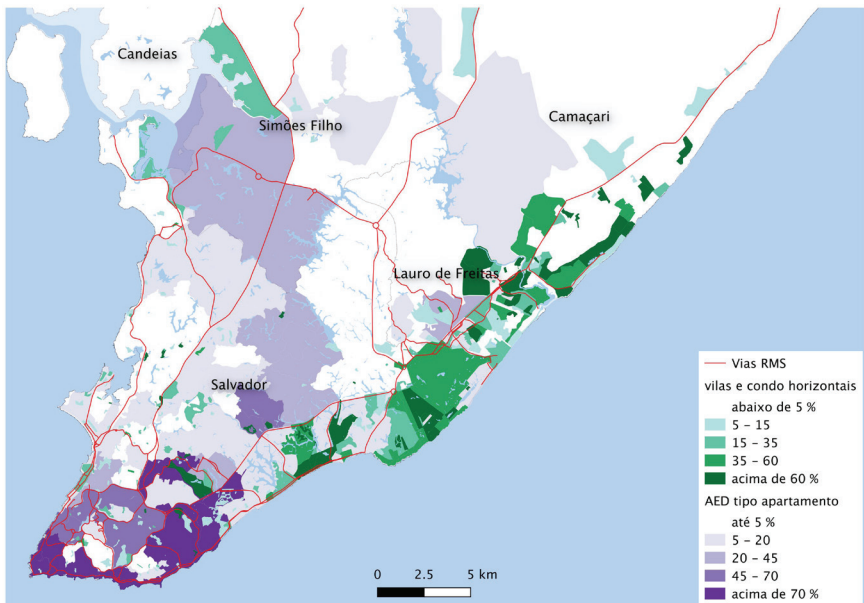 Candeias
Simões Filho
Camaçari
Lauro de Freitas
Salvador
Vias RMS
vilas e condo horizontais
abaixo de 5 %
5 – 15
15 – 35
35 – 60
acima de 60 %
AED tipo apartamento
até 5 %
5 – 20
20 – 45
45 – 70
acima de 70 %
0 2.5 5 km